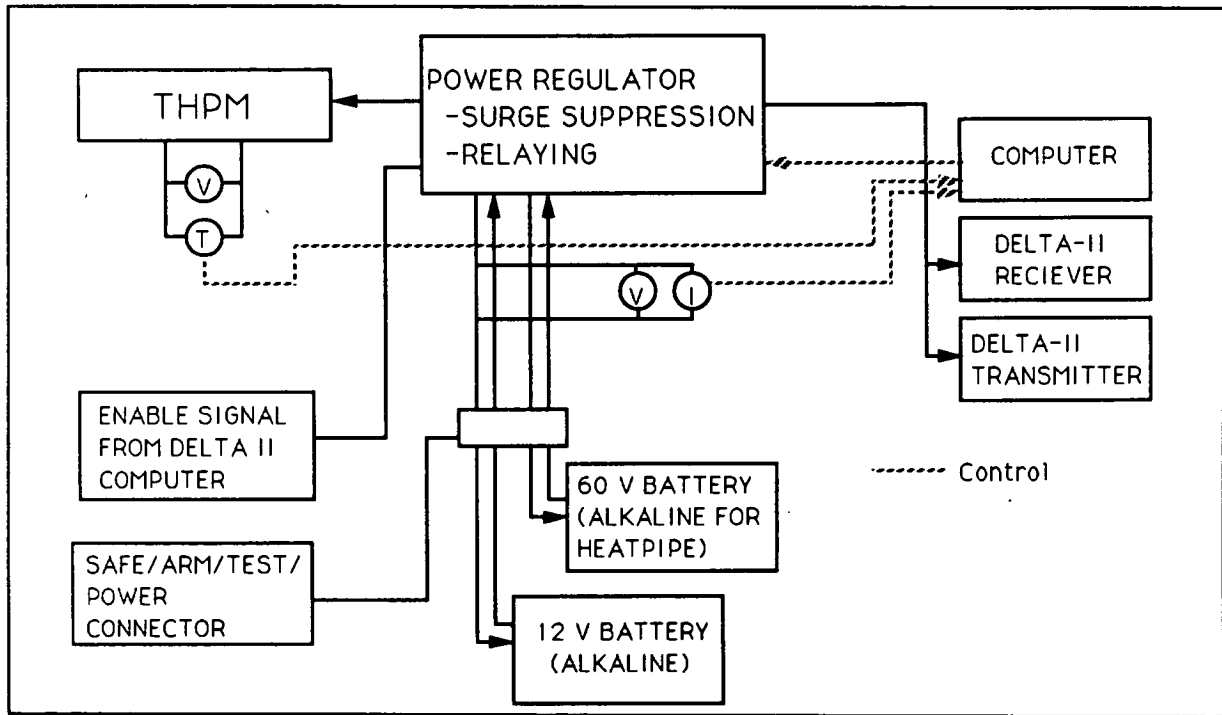 THPM
V
T
POWER REGULATOR
-SURGE SUPPRESSION
-RELAYING
COMPUTER
DELTA-II
RECIEVER
DELTA-II
TRANSMITTER
V
I
ENABLE SIGNAL
FROM DELTA II
COMPUTER
SAFE/ARM/TEST/
POWER
CONNECTOR
60 V BATTERY
(ALKALINE FOR
HEATPIPE)
12 V BATTERY
(ALKALINE)
Control